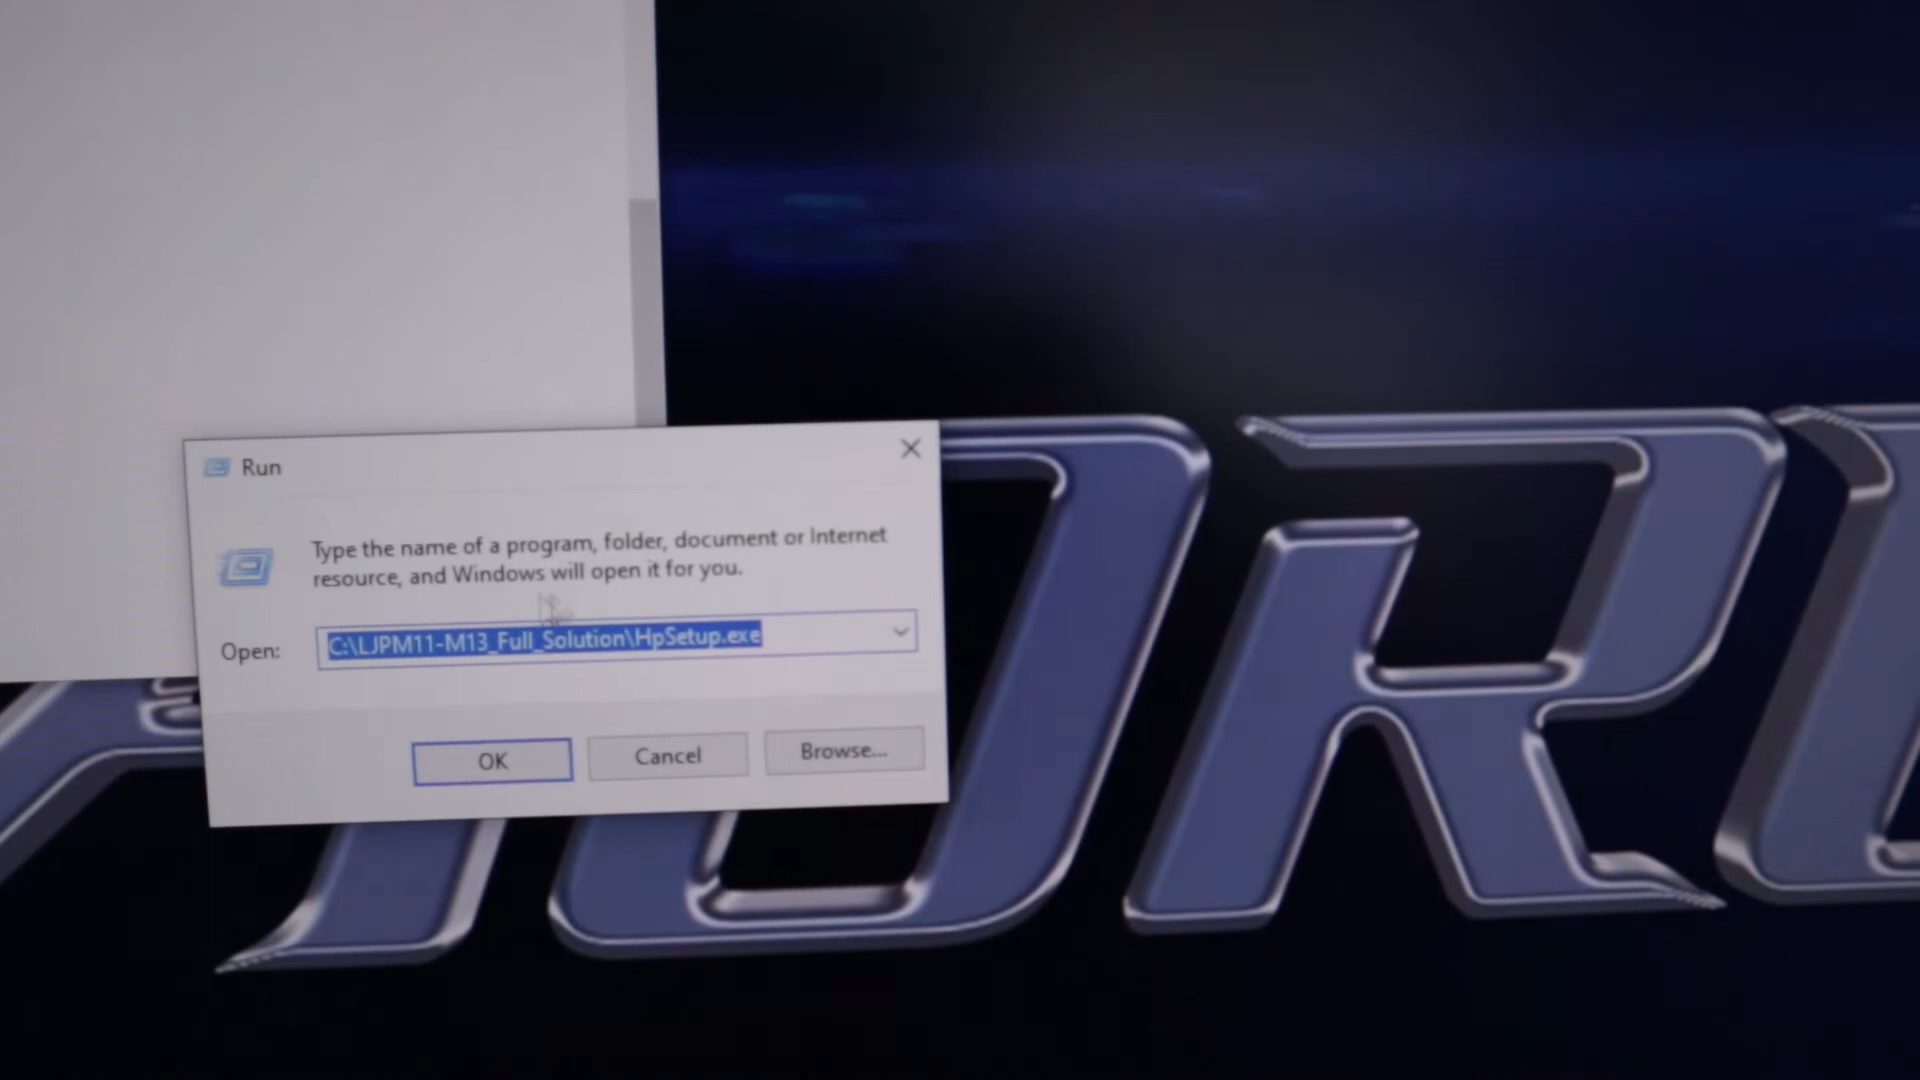 Run
Type the name of a program, folder, document or Internet
resource, and Windows will open it for you.
Open: C:\LJPM11-M13_Full_Solution\HpSetup.exe
OK Cancel Browse...